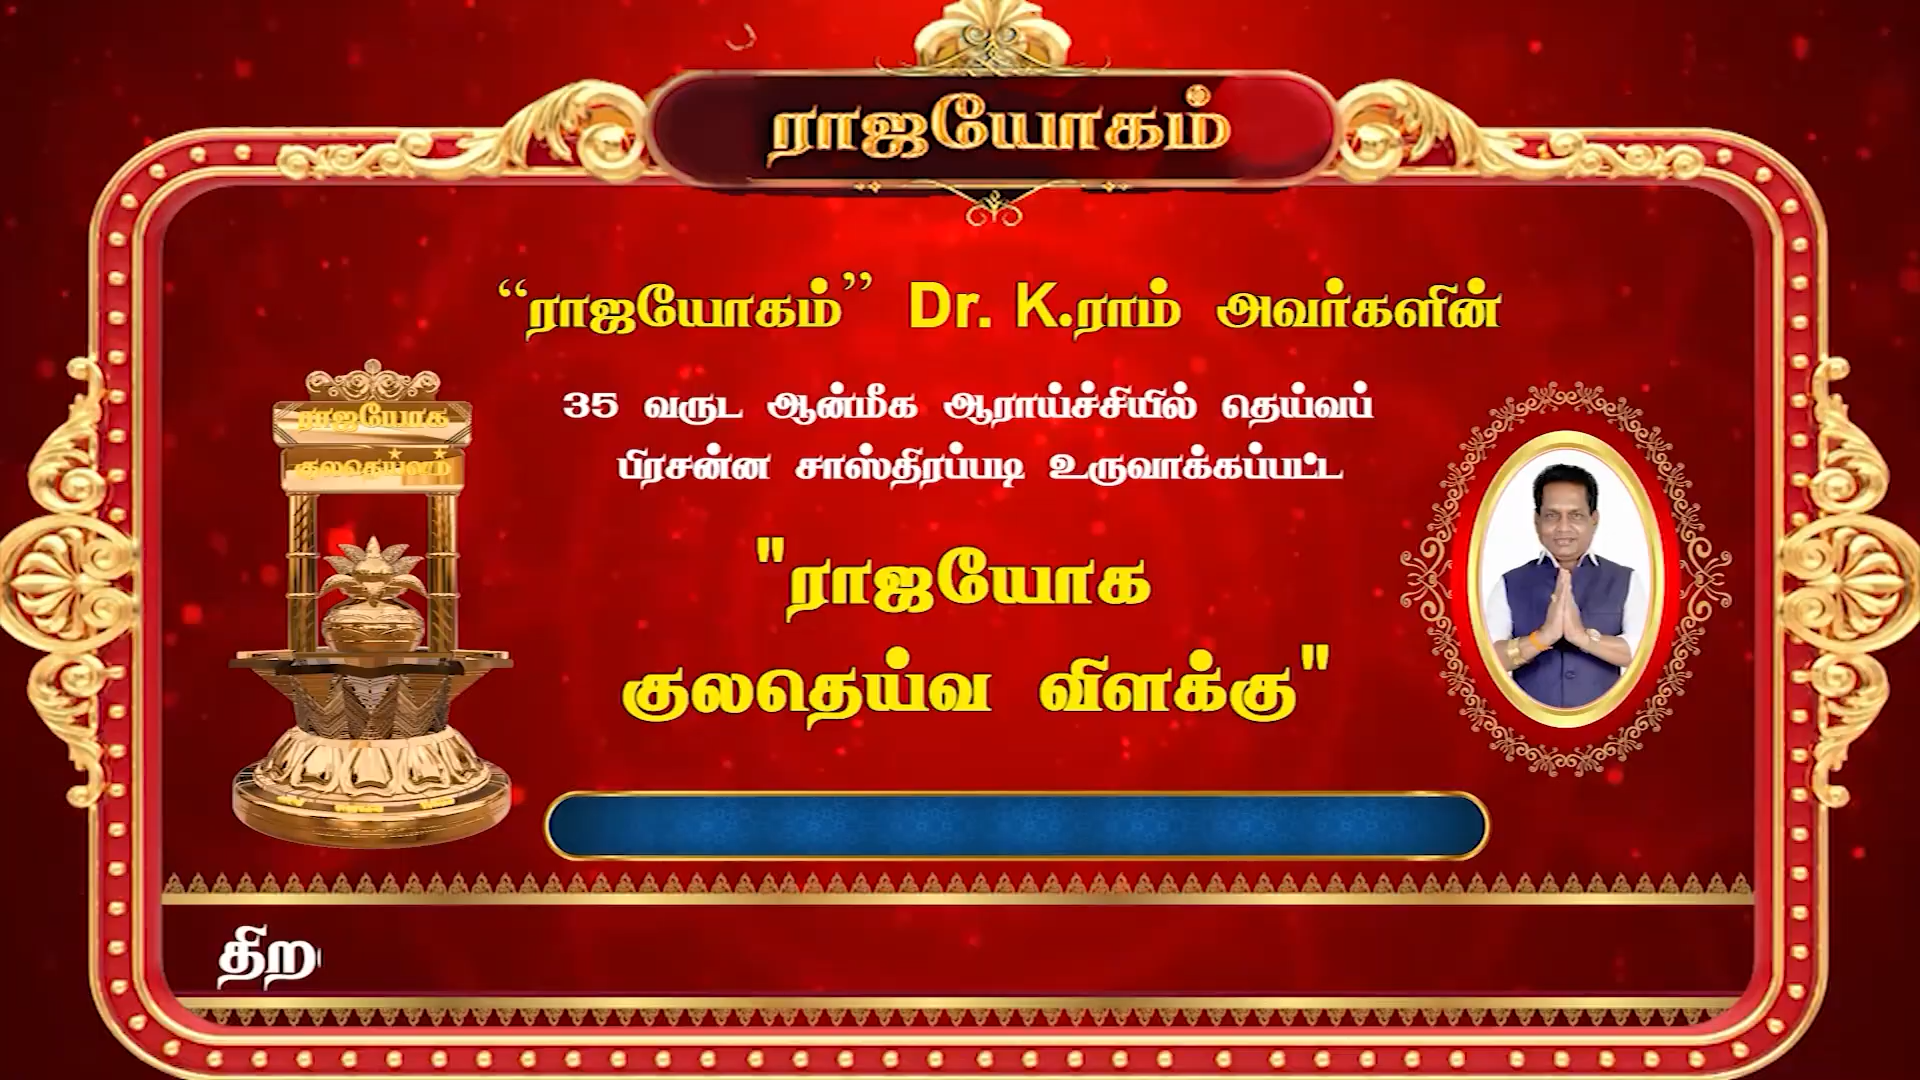 ராஜயோகம்
“ராஜயோகம்” Dr. K.ராம் அவர்களின்
35 வருட ஆன்மீக ஆராய்ச்சியில் தெய்வப்
பிரசன்ன சாஸ்திரப்படி உருவாக்கப்பட்ட
ராஜயோக
குலதெய்வம்
"ராஜயோக
குலதெய்வ விளக்கு"
திற